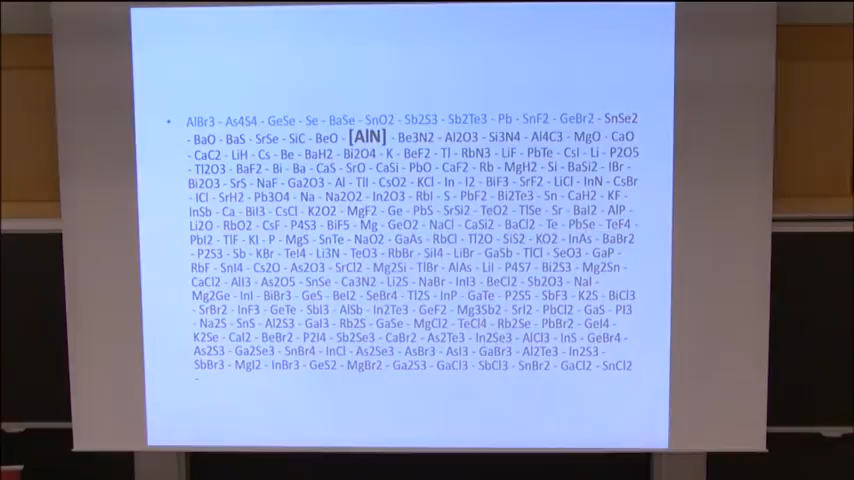 • AlBr3 - As4S4 - GeSe - Se - BaSe - SnO2 - Sb2S3 - Sb2Te3 - Pb - SnF2 - GeBr2 - SnSe2
- BaO - BaS - SrSe - SiC - BeO - [AlN] - Be3N2 - Al2O3 - Si3N4 - Al4C3 - MgO - CaO
- CaC2 - LiH - Cs - Be - BaH2 - Bi2O4 - K - BeF2 - Tl - RbN3 - LiF - PbTe - CsI - Li - P2O5
- Tl2O3 - BaF2 - Bi - Ba - CaS - SrO - CaSi - PbO - CaF2 - Rb - MgH2 - Si - BaSi2 - IBr -
Bi2O3 - SrS - NaF - Ga2O3 - Al - TlI - CsO2 - KCl - In - I2 - BiF3 - SrF2 - LiCl - InN - CsBr
- ICl - SrH2 - Pb3O4 - Na - Na2O2 - In2O3 - RbI - S - PbF2 - Bi2Te3 - Sn - CaH2 - KF -
InSb - Ca - BiI3 - CsCl - K2O2 - MgF2 - Ge - PbS - SrSi2 - TeO2 - TlSe - Sr - BaI2 - AlP -
Li2O - RbO2 - CsF - P4S3 - BiF5 - Mg - GeO2 - NaCl - CaSi2 - BaCl2 - Te - PbSe - TeF4 -
PbI2 - TlF - KI - P - MgS - SnTe - NaO2 - GaAs - RbCl - Tl2O - SiS2 - KO2 - InAs - BaBr2
- P2S3 - Sb - KBr - TeI4 - Li3N - TeO3 - RbBr - SiI4 - LiBr - GaSb - TlCl - SeO3 - GaP -
RbF - SnI4 - Cs2O - As2O3 - SrCl2 - Mg2Si - TlBr - AlAs - LiI - P4S7 - Bi2S3 - Mg2Sn -
CaCl2 - AlI3 - As2O5 - SnSe - Ca3N2 - Li2S - NaBr - InI3 - BeCl2 - Sb2O3 - NaI -
Mg2Ge - InI - BiBr3 - GeS - BeI2 - SeBr4 - Tl2S - InP - GaTe - P2S5 - SbF3 - K2S - BiCl3
- SrBr2 - InF3 - GeTe - SbI3 - AlSb - In2Te3 - GeF2 - Mg3Sb2 - SrI2 - PbCl2 - GaS - PI3
- Na2S - SnS - Al2S3 - GaI3 - Rb2S - GaSe - MgCl2 - TeCl4 - Rb2Se - PbBr2 - GeI4 -
K2Se - CaI2 - BeBr2 - P2I4 - Sb2Se3 - CaBr2 - As2Te3 - In2Se3 - AlCl3 - InS - GeBr4 -
As2S3 - Ga2Se3 - SnBr4 - InCl - As2Se3 - AsBr3 - AsI3 - GaBr3 - Al2Te3 - In2S3 -
SbBr3 - MgI2 - InBr3 - GeS2 - MgBr2 - Ga2S3 - GaCl3 - SbCl3 - SnBr2 - GaCl2 - SnCl2
-